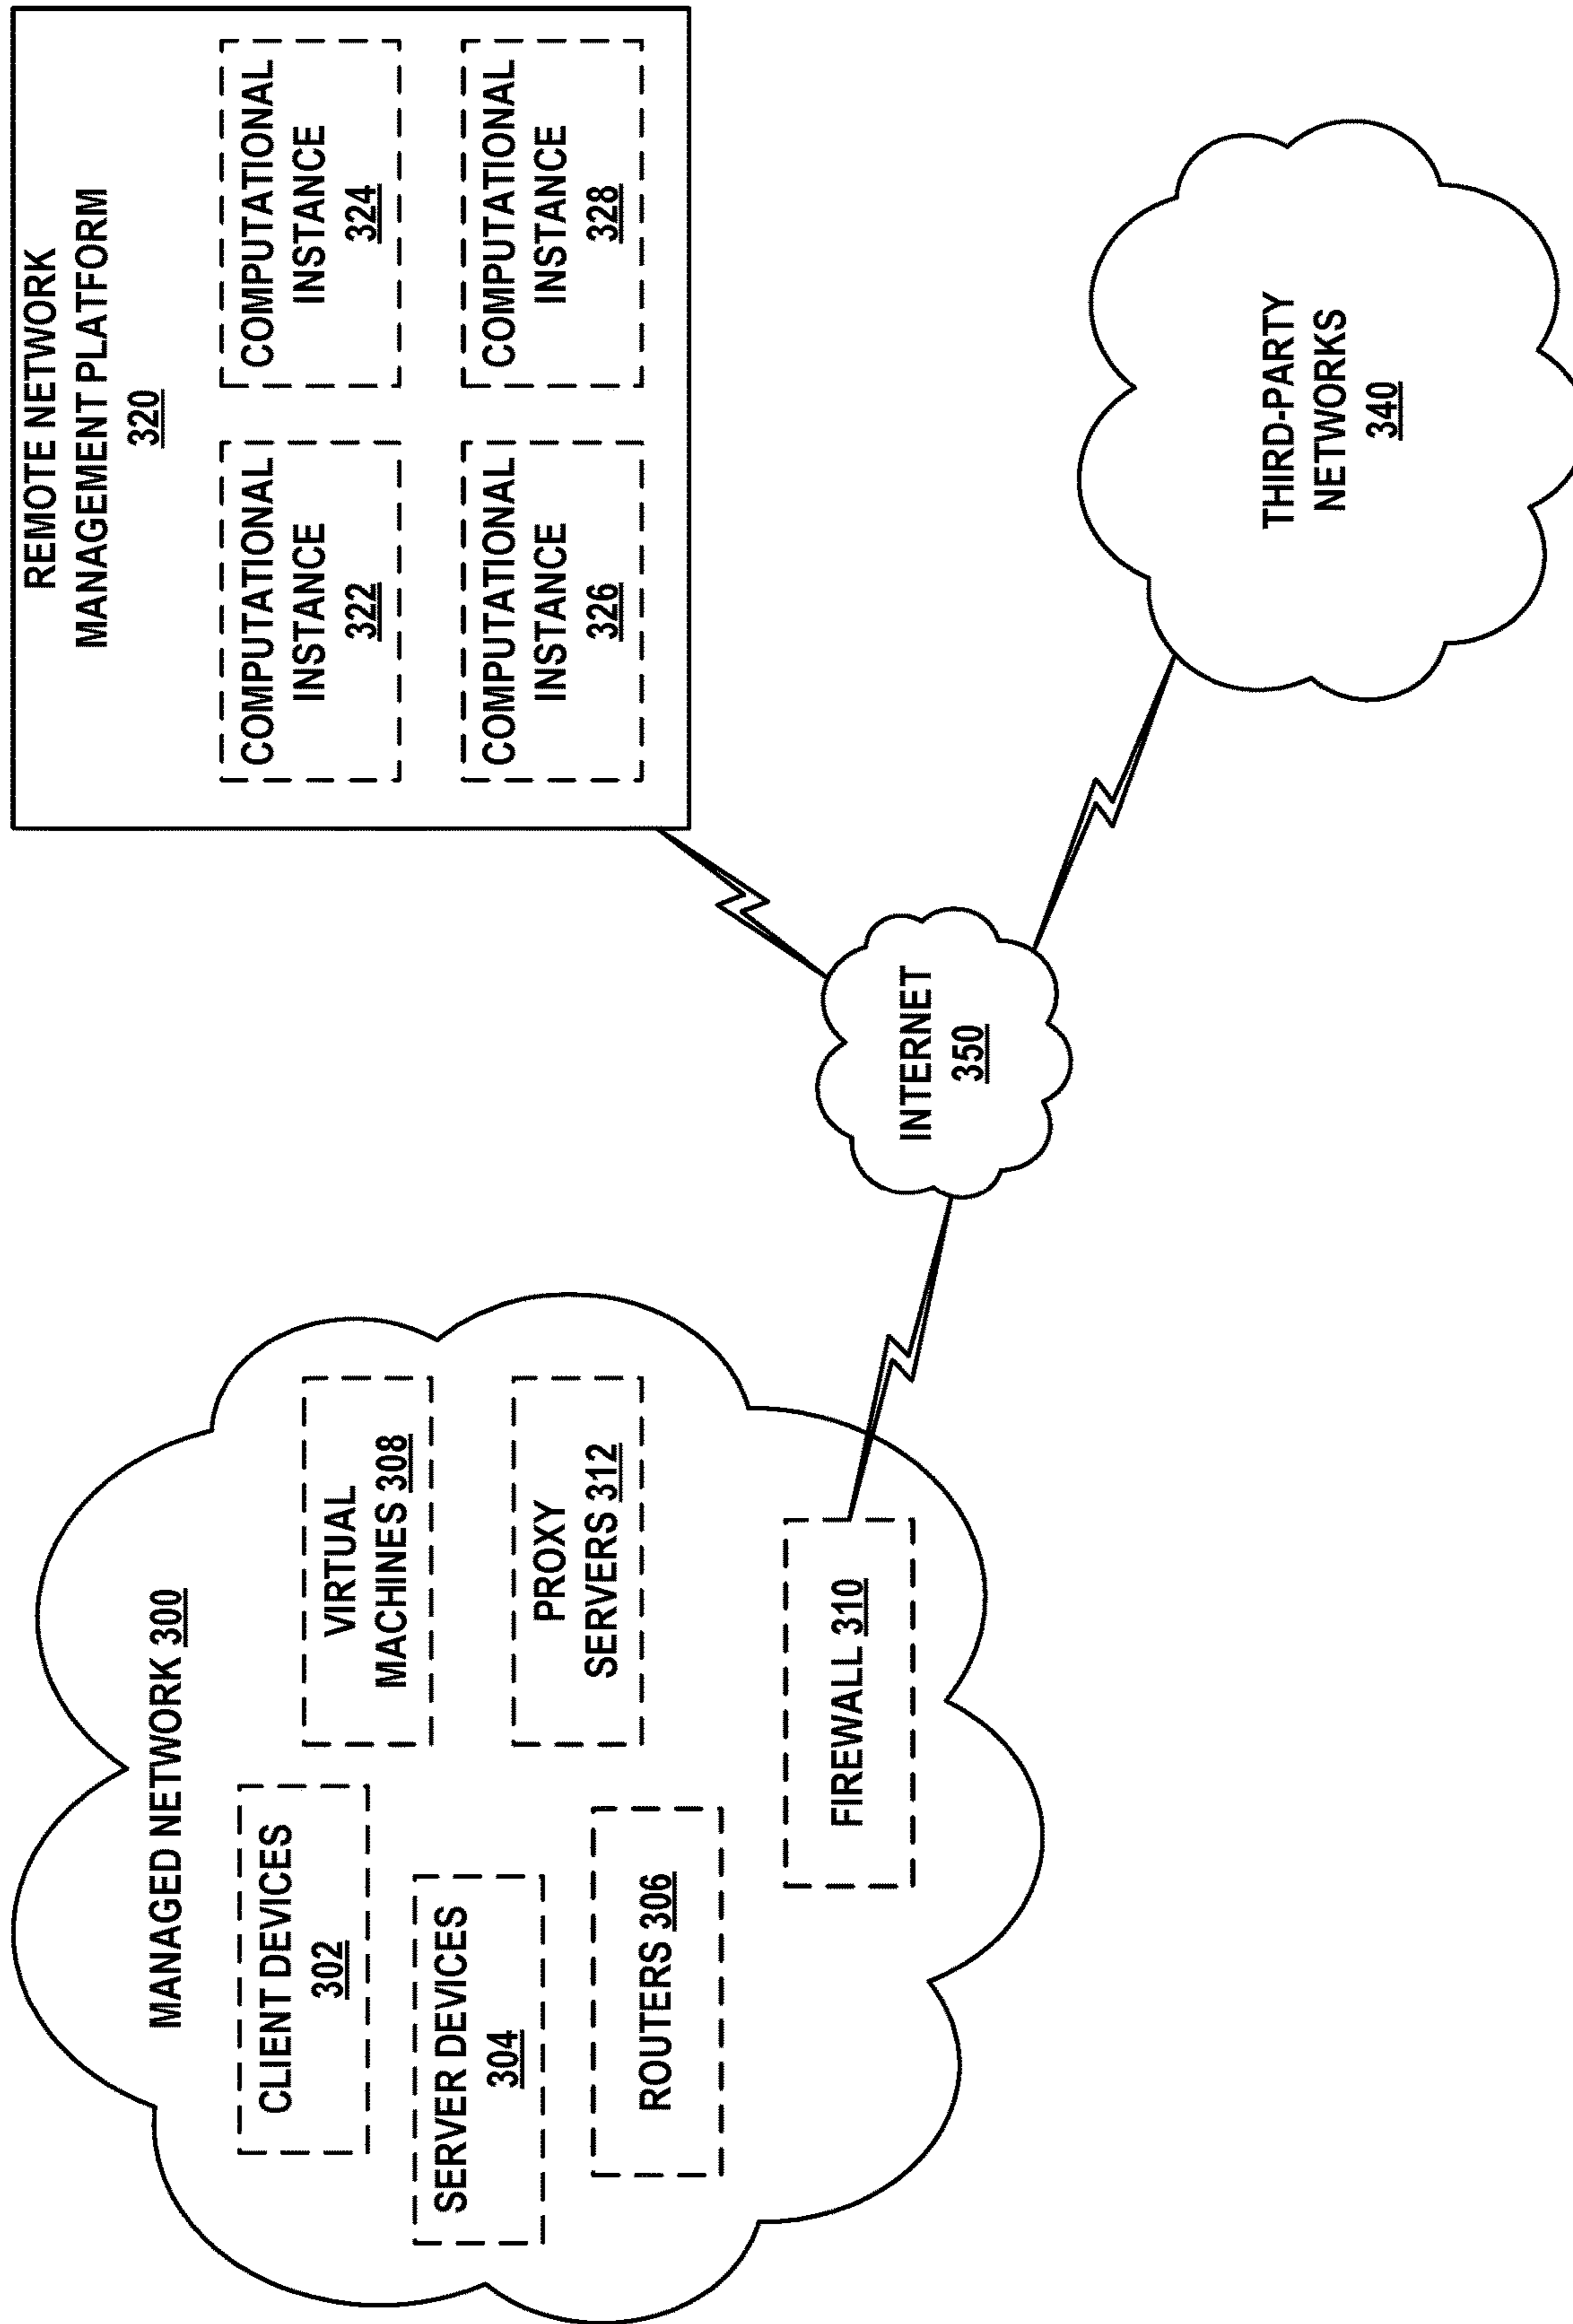 MANAGED NETWORK 300
CLIENT DEVICES
302
SERVER DEVICES
304
ROUTERS 306
VIRTUAL
MACHINES 308
PROXY
SERVERS 312
FIREWALL 310
INTERNET
350
REMOTE NETWORK
MANAGEMENT PLATFORM
320
COMPUTATIONAL
INSTANCE
322
COMPUTATIONAL
INSTANCE
324
COMPUTATIONAL
INSTANCE
326
COMPUTATIONAL
INSTANCE
328
THIRD-PARTY
NETWORKS
340